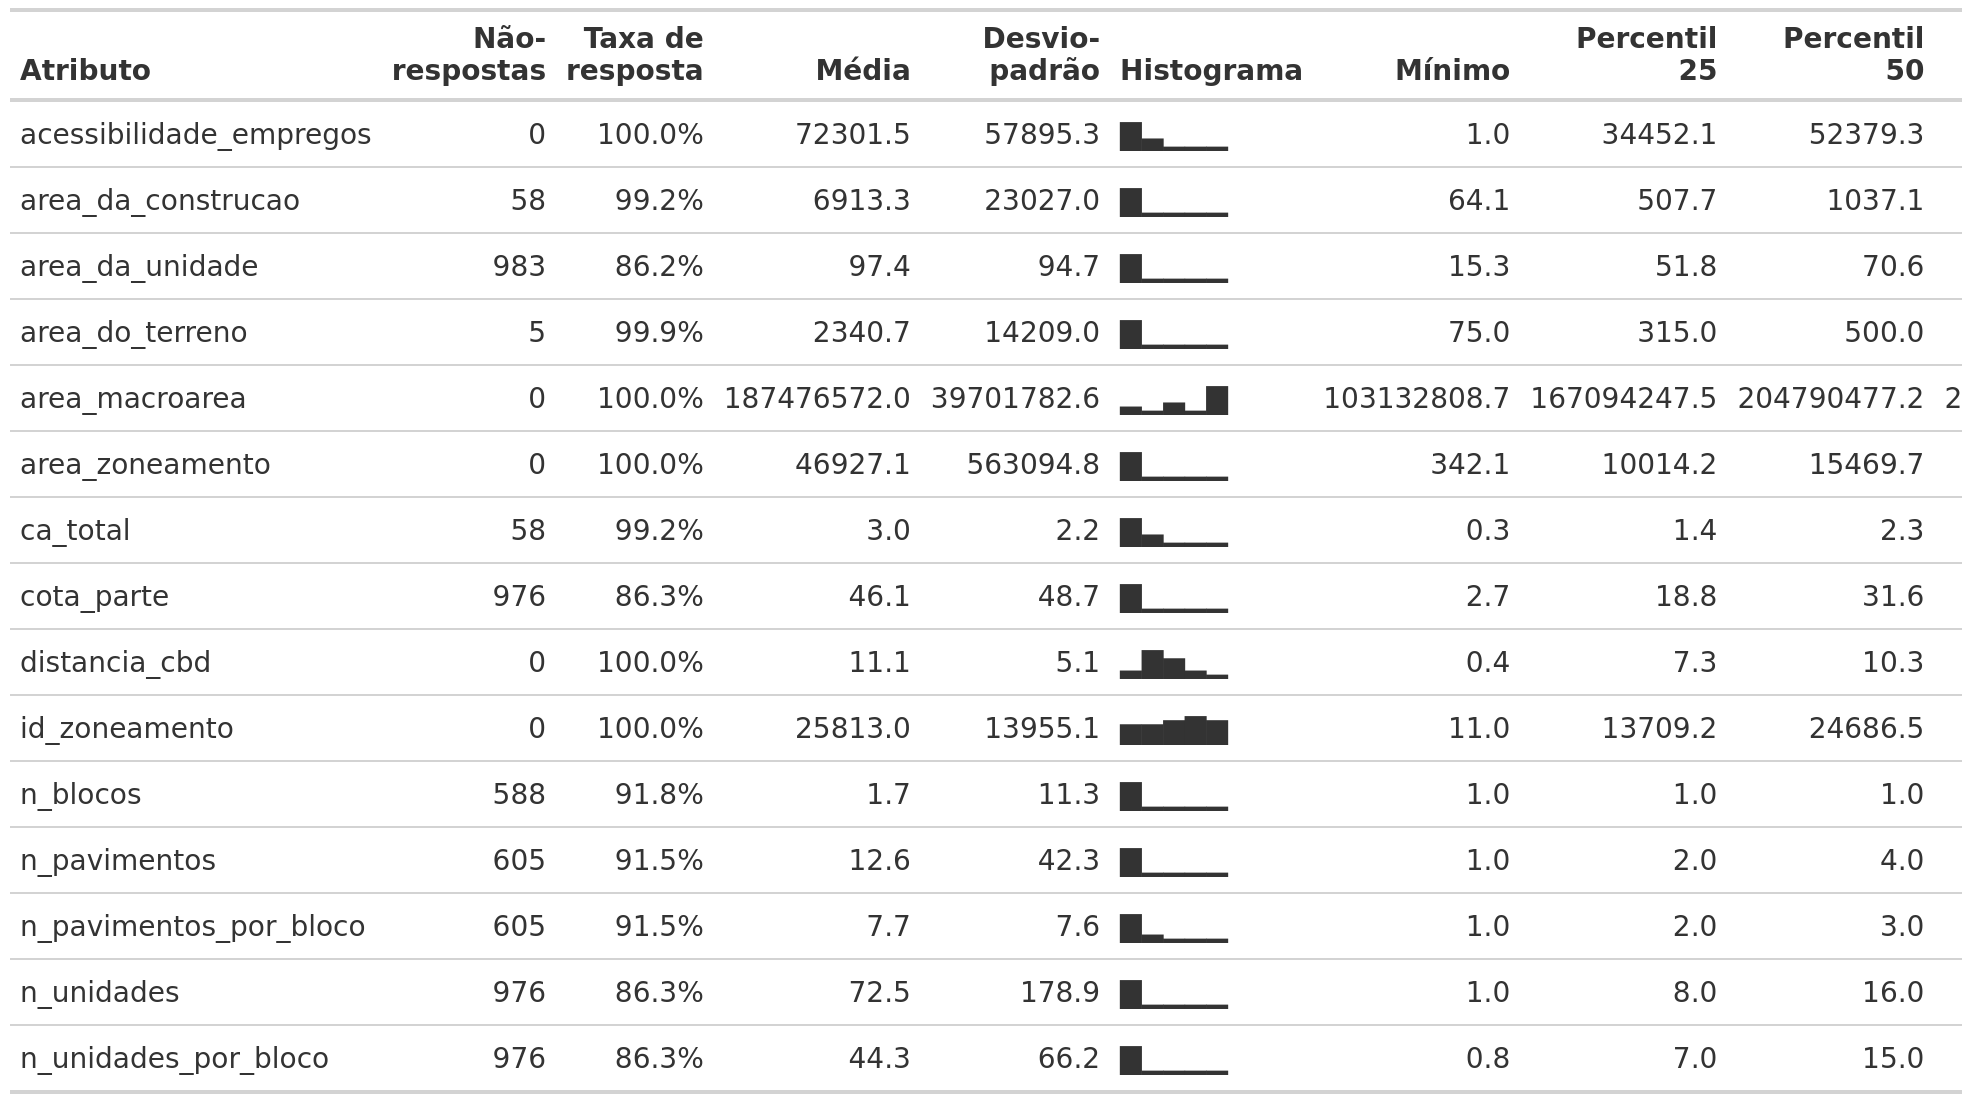 Atributo Não-respostas Taxa de resposta Média Desvio-padrão Histograma Mínimo Percentil 25 Percentil 50
acessibilidade_empregos 0 100.0% 72301.5 57895.3 1.0 34452.1 52379.3
area_da_construcao 58 99.2% 6913.3 23027.0 64.1 507.7 1037.1
area_da_unidade 983 86.2% 97.4 94.7 15.3 51.8 70.6
area_do_terreno 5 99.9% 2340.7 14209.0 75.0 315.0 500.0
area_macroarea 0 100.0% 187476572.0 39701782.6 103132808.7 167094247.5 204790477.2 2
area_zoneamento 0 100.0% 46927.1 563094.8 342.1 10014.2 15469.7
ca_total 58 99.2% 3.0 2.2 0.3 1.4 2.3
cota_parte 976 86.3% 46.1 48.7 2.7 18.8 31.6
distancia_cbd 0 100.0% 11.1 5.1 0.4 7.3 10.3
id_zoneamento 0 100.0% 25813.0 13955.1 11.0 13709.2 24686.5
n_blocos 588 91.8% 1.7 11.3 1.0 1.0 1.0
n_pavimentos 605 91.5% 12.6 42.3 1.0 2.0 4.0
n_pavimentos_por_bloco 605 91.5% 7.7 7.6 1.0 2.0 3.0
n_unidades 976 86.3% 72.5 178.9 1.0 8.0 16.0
n_unidades_por_bloco 976 86.3% 44.3 66.2 0.8 7.0 15.0